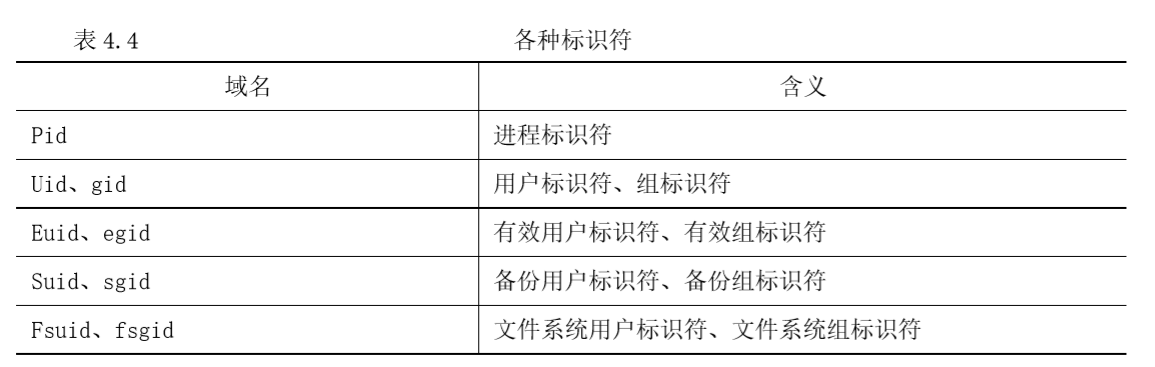 表 4.4 各种标识符
域名 含义
Pid 进程标识符
Uid、gid 用户标识符、组标识符
Euid、egid 有效用户标识符、有效组标识符
Suid、sgid 备份用户标识符、备份组标识符
Fsuid、fsgid 文件系统用户标识符、文件系统组标识符